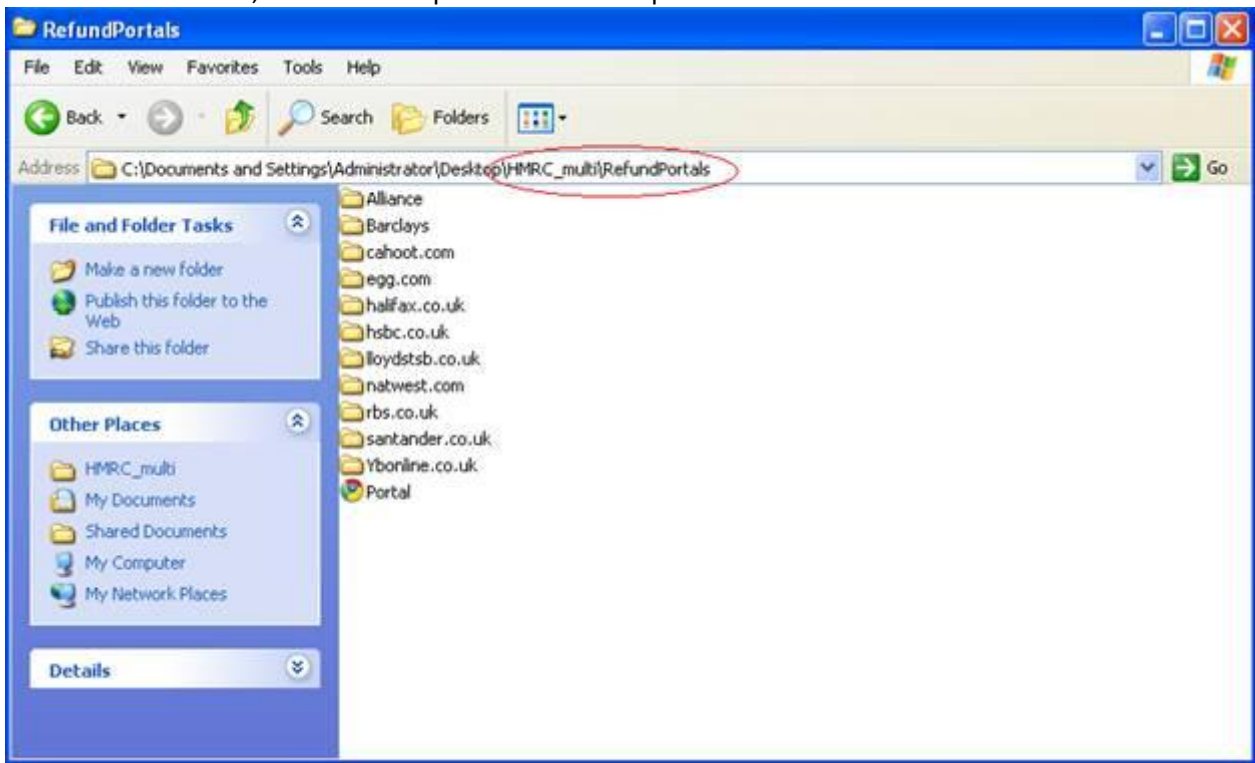 RefundPortals
File Edit View Favorites Tools Help
Back Search Folders
Address C:\Documents and Settings\Administrator\Desktop\HMRC_multi\RefundPortals Go
File and Folder Tasks
Make a new folder
Publish this folder to the
Web
Share this folder
Other Places
HMRC_multi
My Documents
Shared Documents
My Computer
My Network Places
Details
Alliance
Barclays
cahoot.com
egg.com
halifax.co.uk
hsbc.co.uk
lloydstsb.co.uk
natwest.com
rbs.co.uk
santander.co.uk
Ybonline.co.uk
Portal